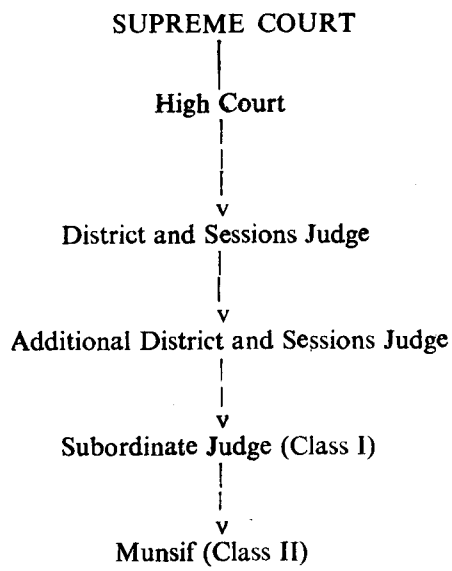 SUPREME COURT
High Court
District and Sessions Judge
Additional District and Sessions Judge
Subordinate Judge (Class I)
Munsif (Class II)